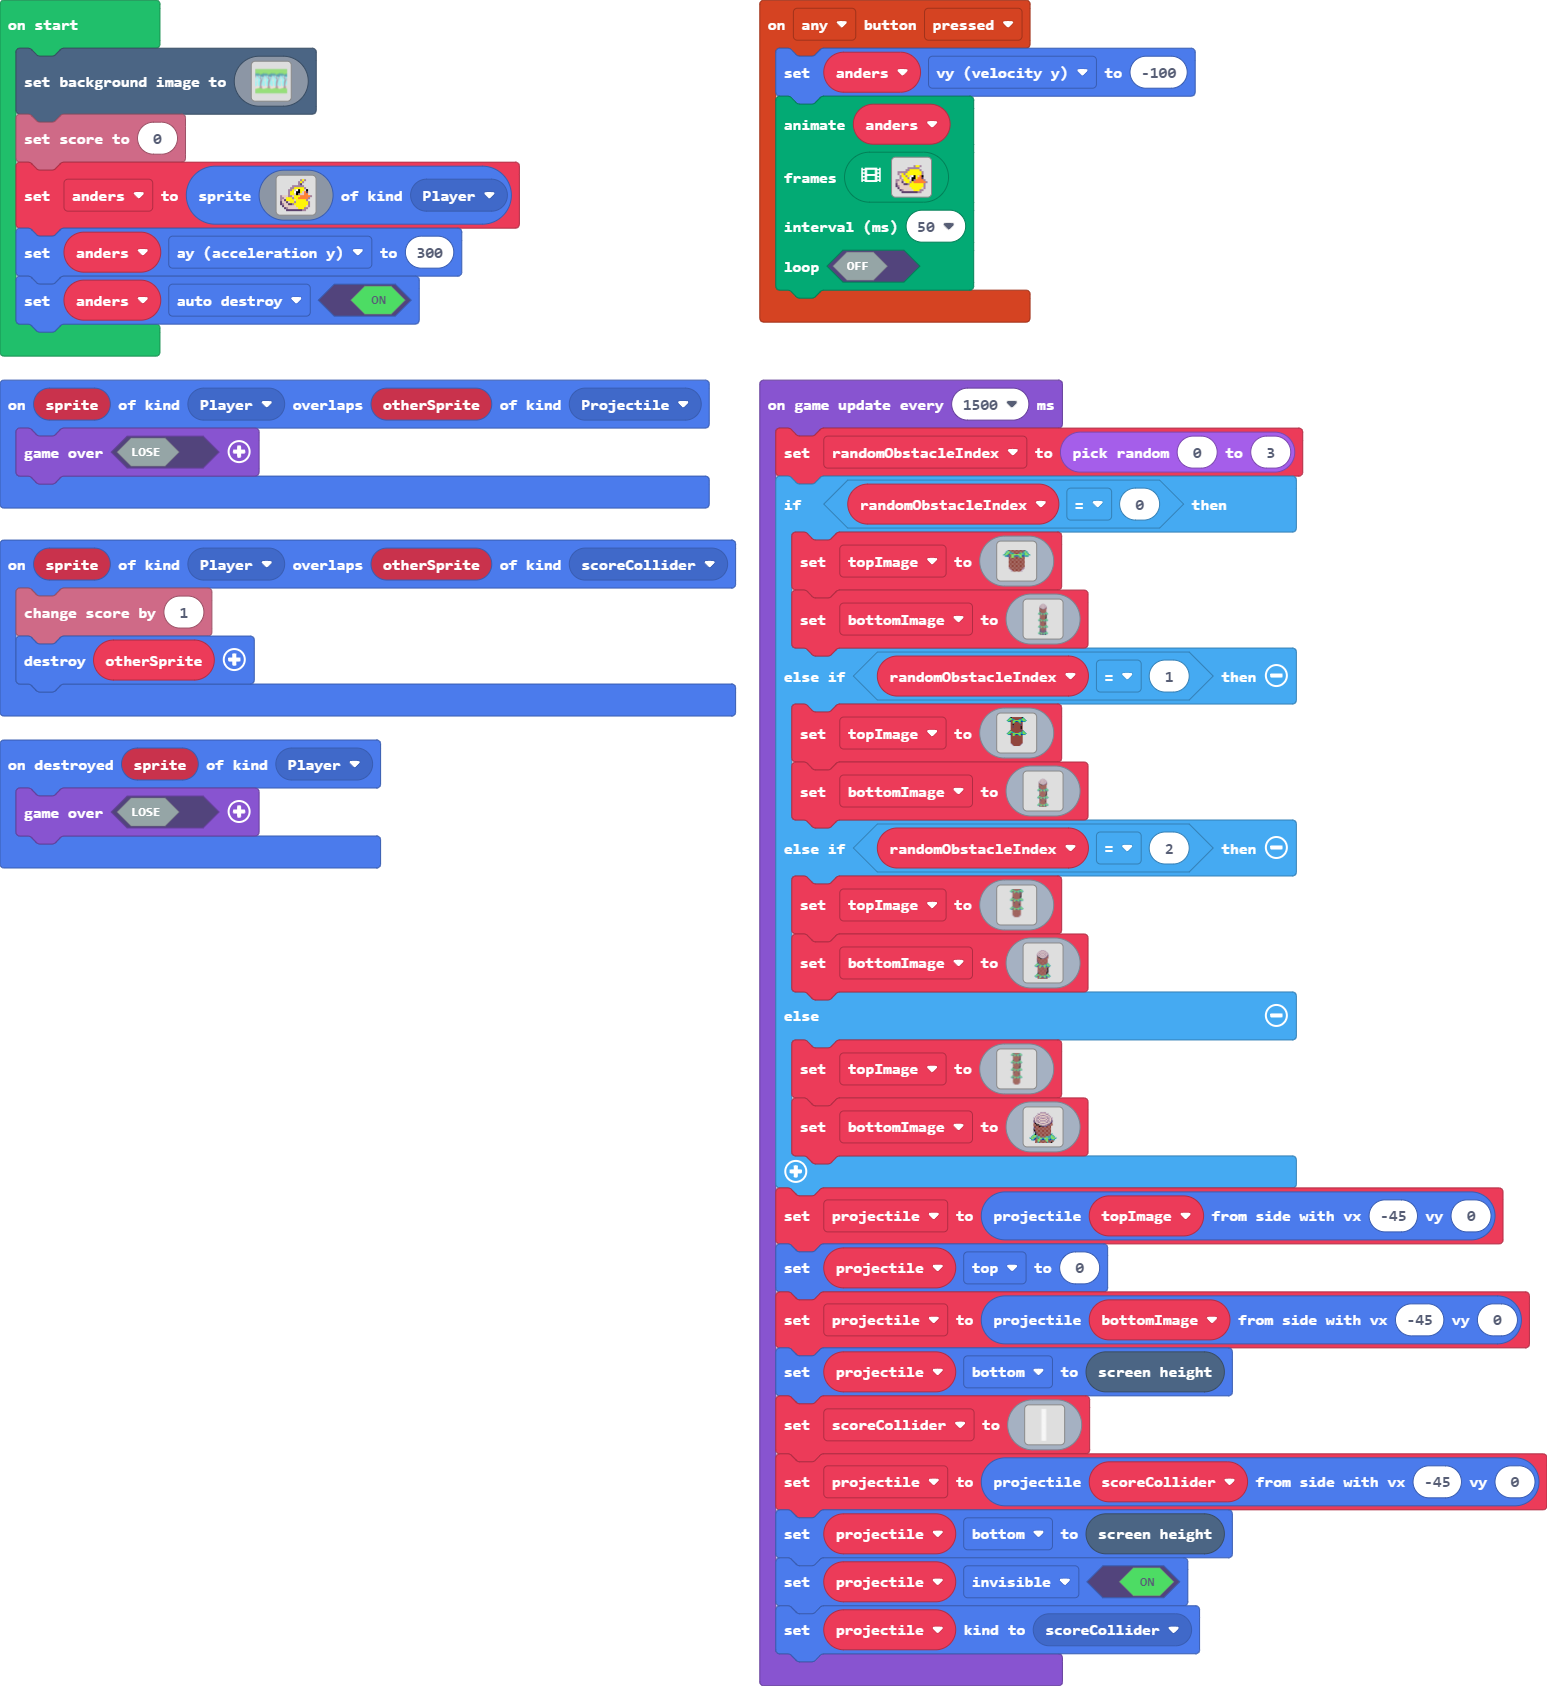 on start
set background image to
set score to 0
set anders to sprite of kind Player
set anders ay (acceleration y) to 300
set anders auto destroy ON
on any button pressed
set anders vy (velocity y) to -100
animate anders
frames
interval (ms) 50
loop OFF
on sprite of kind Player overlaps otherSprite of kind Projectile
game over LOSE
on sprite of kind Player overlaps otherSprite of kind scoreCollider
change score by 1
destroy otherSprite
on destroyed sprite of kind Player
game over LOSE
on game update every 1500 ms
set randomObstacleIndex to pick random 0 to 3
if randomObstacleIndex = 0 then
set topImage to
set bottomImage to
else if randomObstacleIndex = 1 then
set topImage to
set bottomImage to
else if randomObstacleIndex = 2 then
set topImage to
set bottomImage to
else
set topImage to
set bottomImage to
set projectile to projectile topImage from side with vx -45 vy 0
set projectile top to 0
set projectile to projectile bottomImage from side with vx -45 vy 0
set projectile bottom to screen height
set scoreCollider to
set projectile to projectile scoreCollider from side with vx -45 vy 0
set projectile bottom to screen height
set projectile invisible ON
set projectile kind to scoreCollider